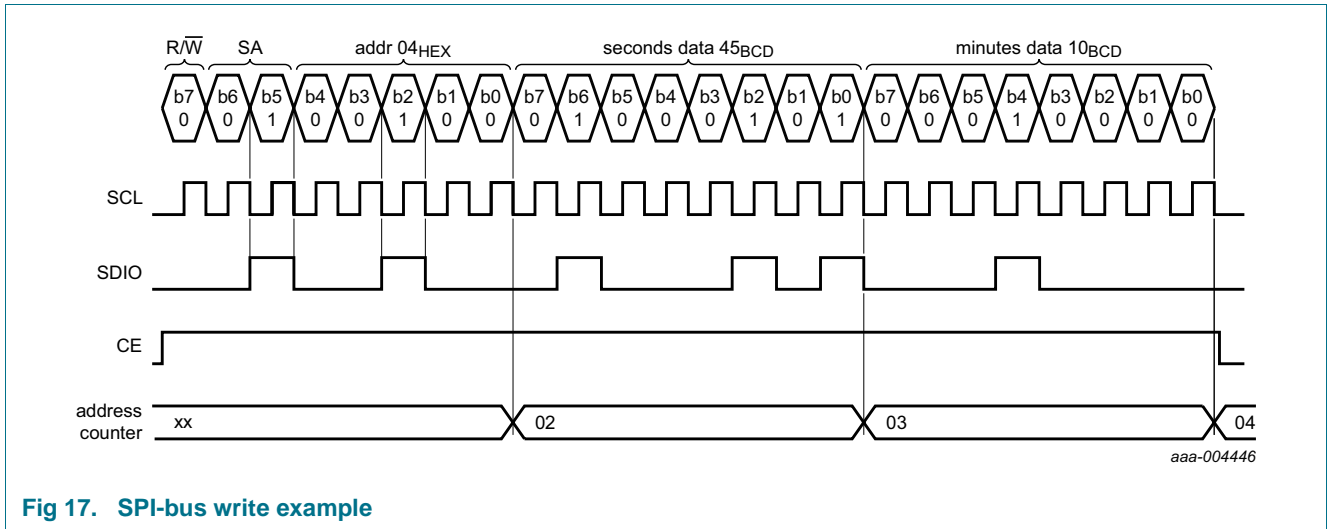 R/W̅ SA addr 04HEX seconds data 45BCD minutes data 10BCD
b7 b6 b5 b4 b3 b2 b1 b0 b7 b6 b5 b4 b3 b2 b1 b0 b7 b6 b5 b4 b3 b2 b1 b0
0 0 1 0 0 1 0 0 0 1 0 0 0 1 0 1 0 0 0 1 0 0 0 0
SCL
SDIO
CE
address
counter
xx 02 03 04
aaa-004446
Fig 17. SPI-bus write example